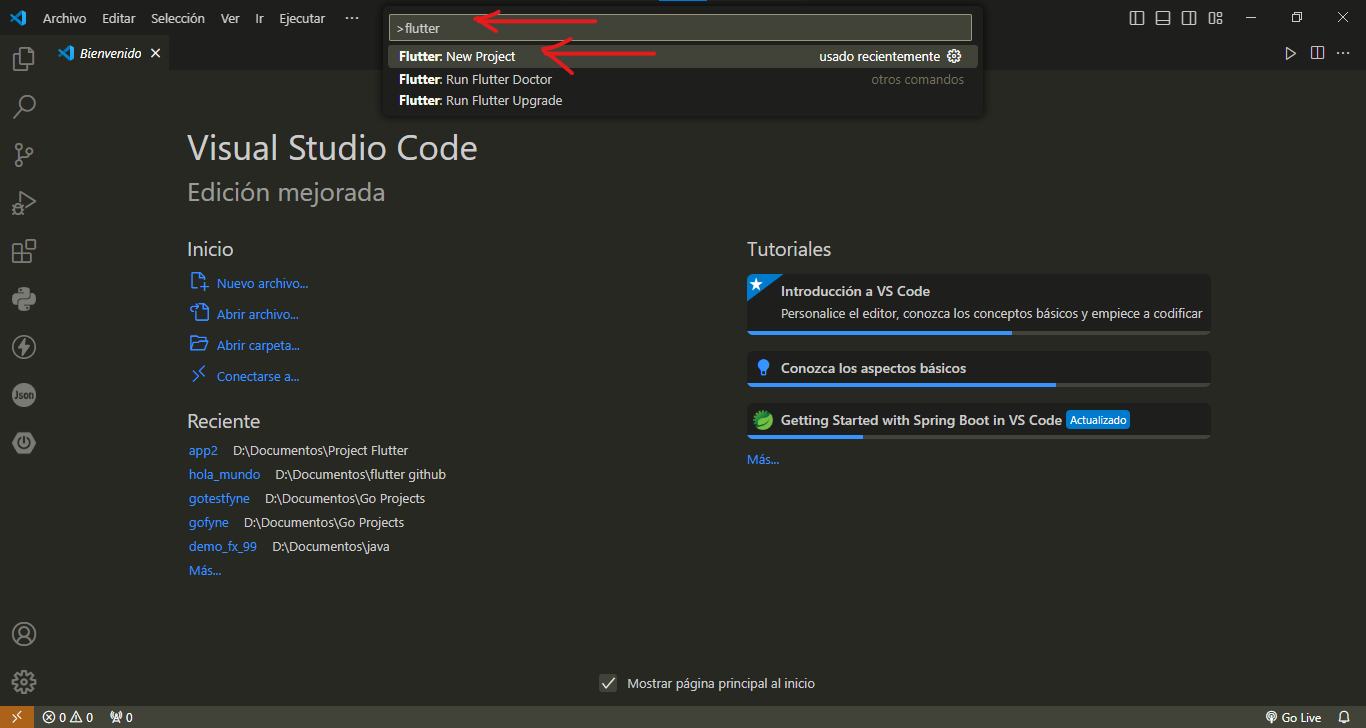 Archivo Editar Selección Ver Ir Ejecutar ···
>flutter
Flutter: New Project usado recientemente
Flutter: Run Flutter Doctor otros comandos
Flutter: Run Flutter Upgrade
Bienvenido
Visual Studio Code
Edición mejorada
Inicio
Nuevo archivo...
Abrir archivo...
Abrir carpeta...
Conectarse a...
Reciente
app2 D:\Documentos\Project Flutter
hola_mundo D:\Documentos\flutter github
gotestfyne D:\Documentos\Go Projects
gofyne D:\Documentos\Go Projects
demo_fx_99 D:\Documentos\java
Más...
Tutoriales
Introducción a VS Code
Personalice el editor, conozca los conceptos básicos y empiece a codificar
Conozca los aspectos básicos
Getting Started with Spring Boot in VS Code Actualizado
Más...
Json
Mostrar página principal al inicio
0 0 0 Go Live